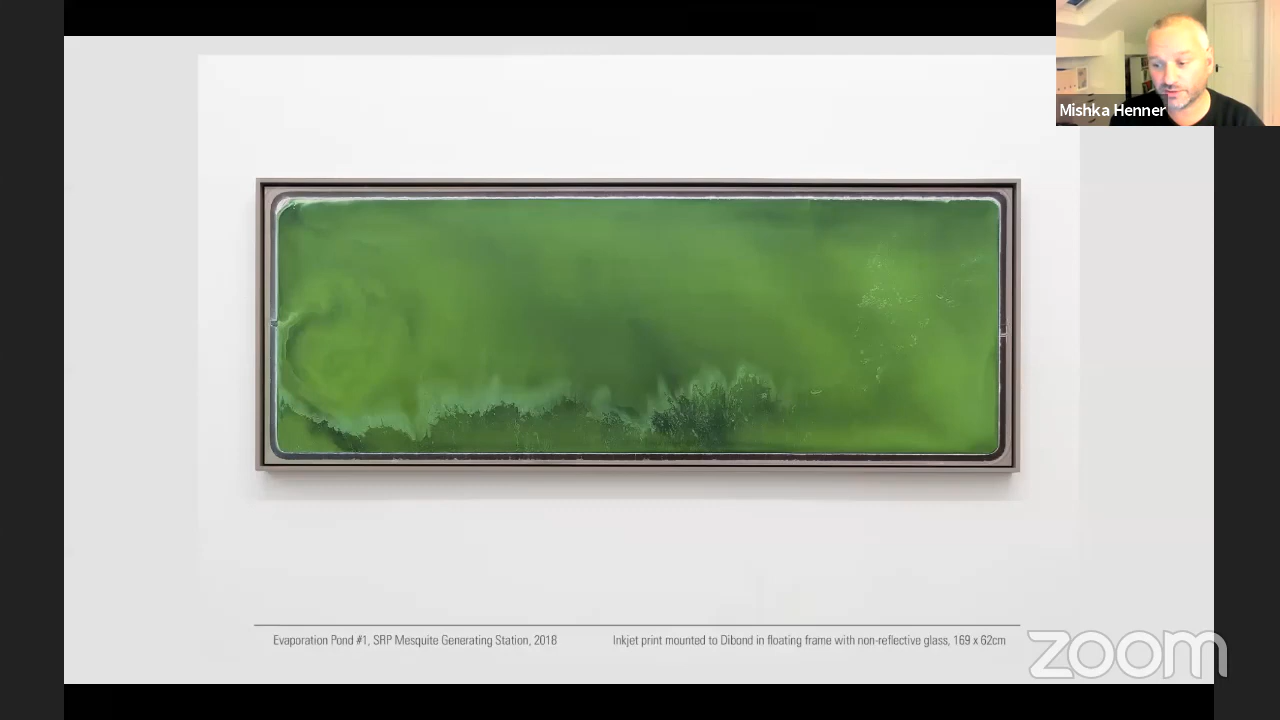 Mishka Henner
Evaporation Pond #1, SRP Mesquite Generating Station, 2018
Inkjet print mounted to Dibond in floating frame with non-reflective glass, 169 x 62cm
zoom